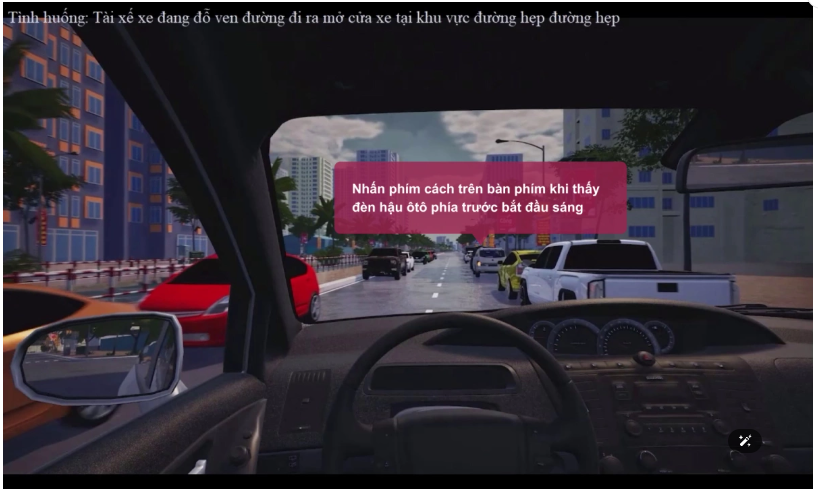 Tình huống: Tài xế xe đang đỗ ven đường đi ra mở cửa xe tại khu vực đường hẹp đường hẹp
Nhấn phím cách trên bàn phím khi thấy
đèn hậu ôtô phía trước bắt đầu sáng